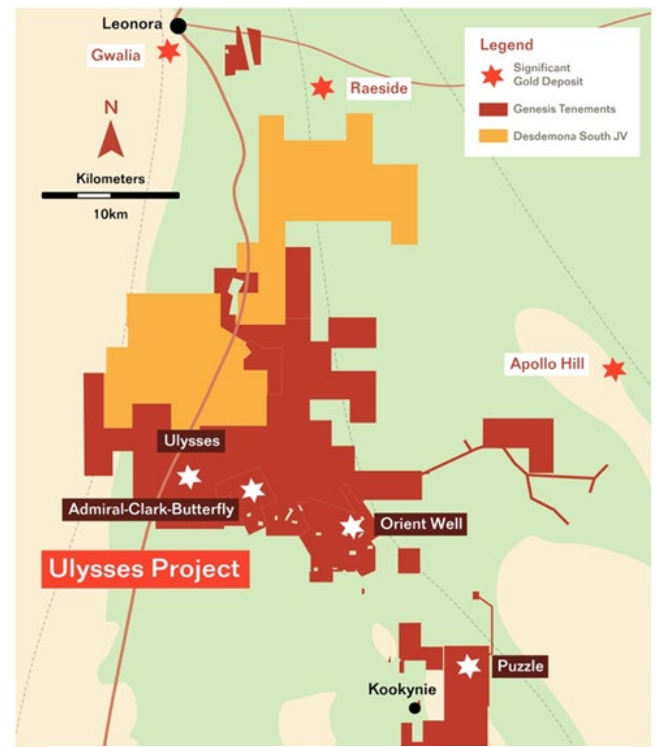 Leonora
Gwalia
Raeside
Legend
Significant
Gold Deposit
Genesis Tenements
Desdemona South JV
N
Kilometers
10km
Apollo Hill
Ulysses
Admiral-Clark-Butterfly
Orient Well
Ulysses Project
Puzzle
Kookynie